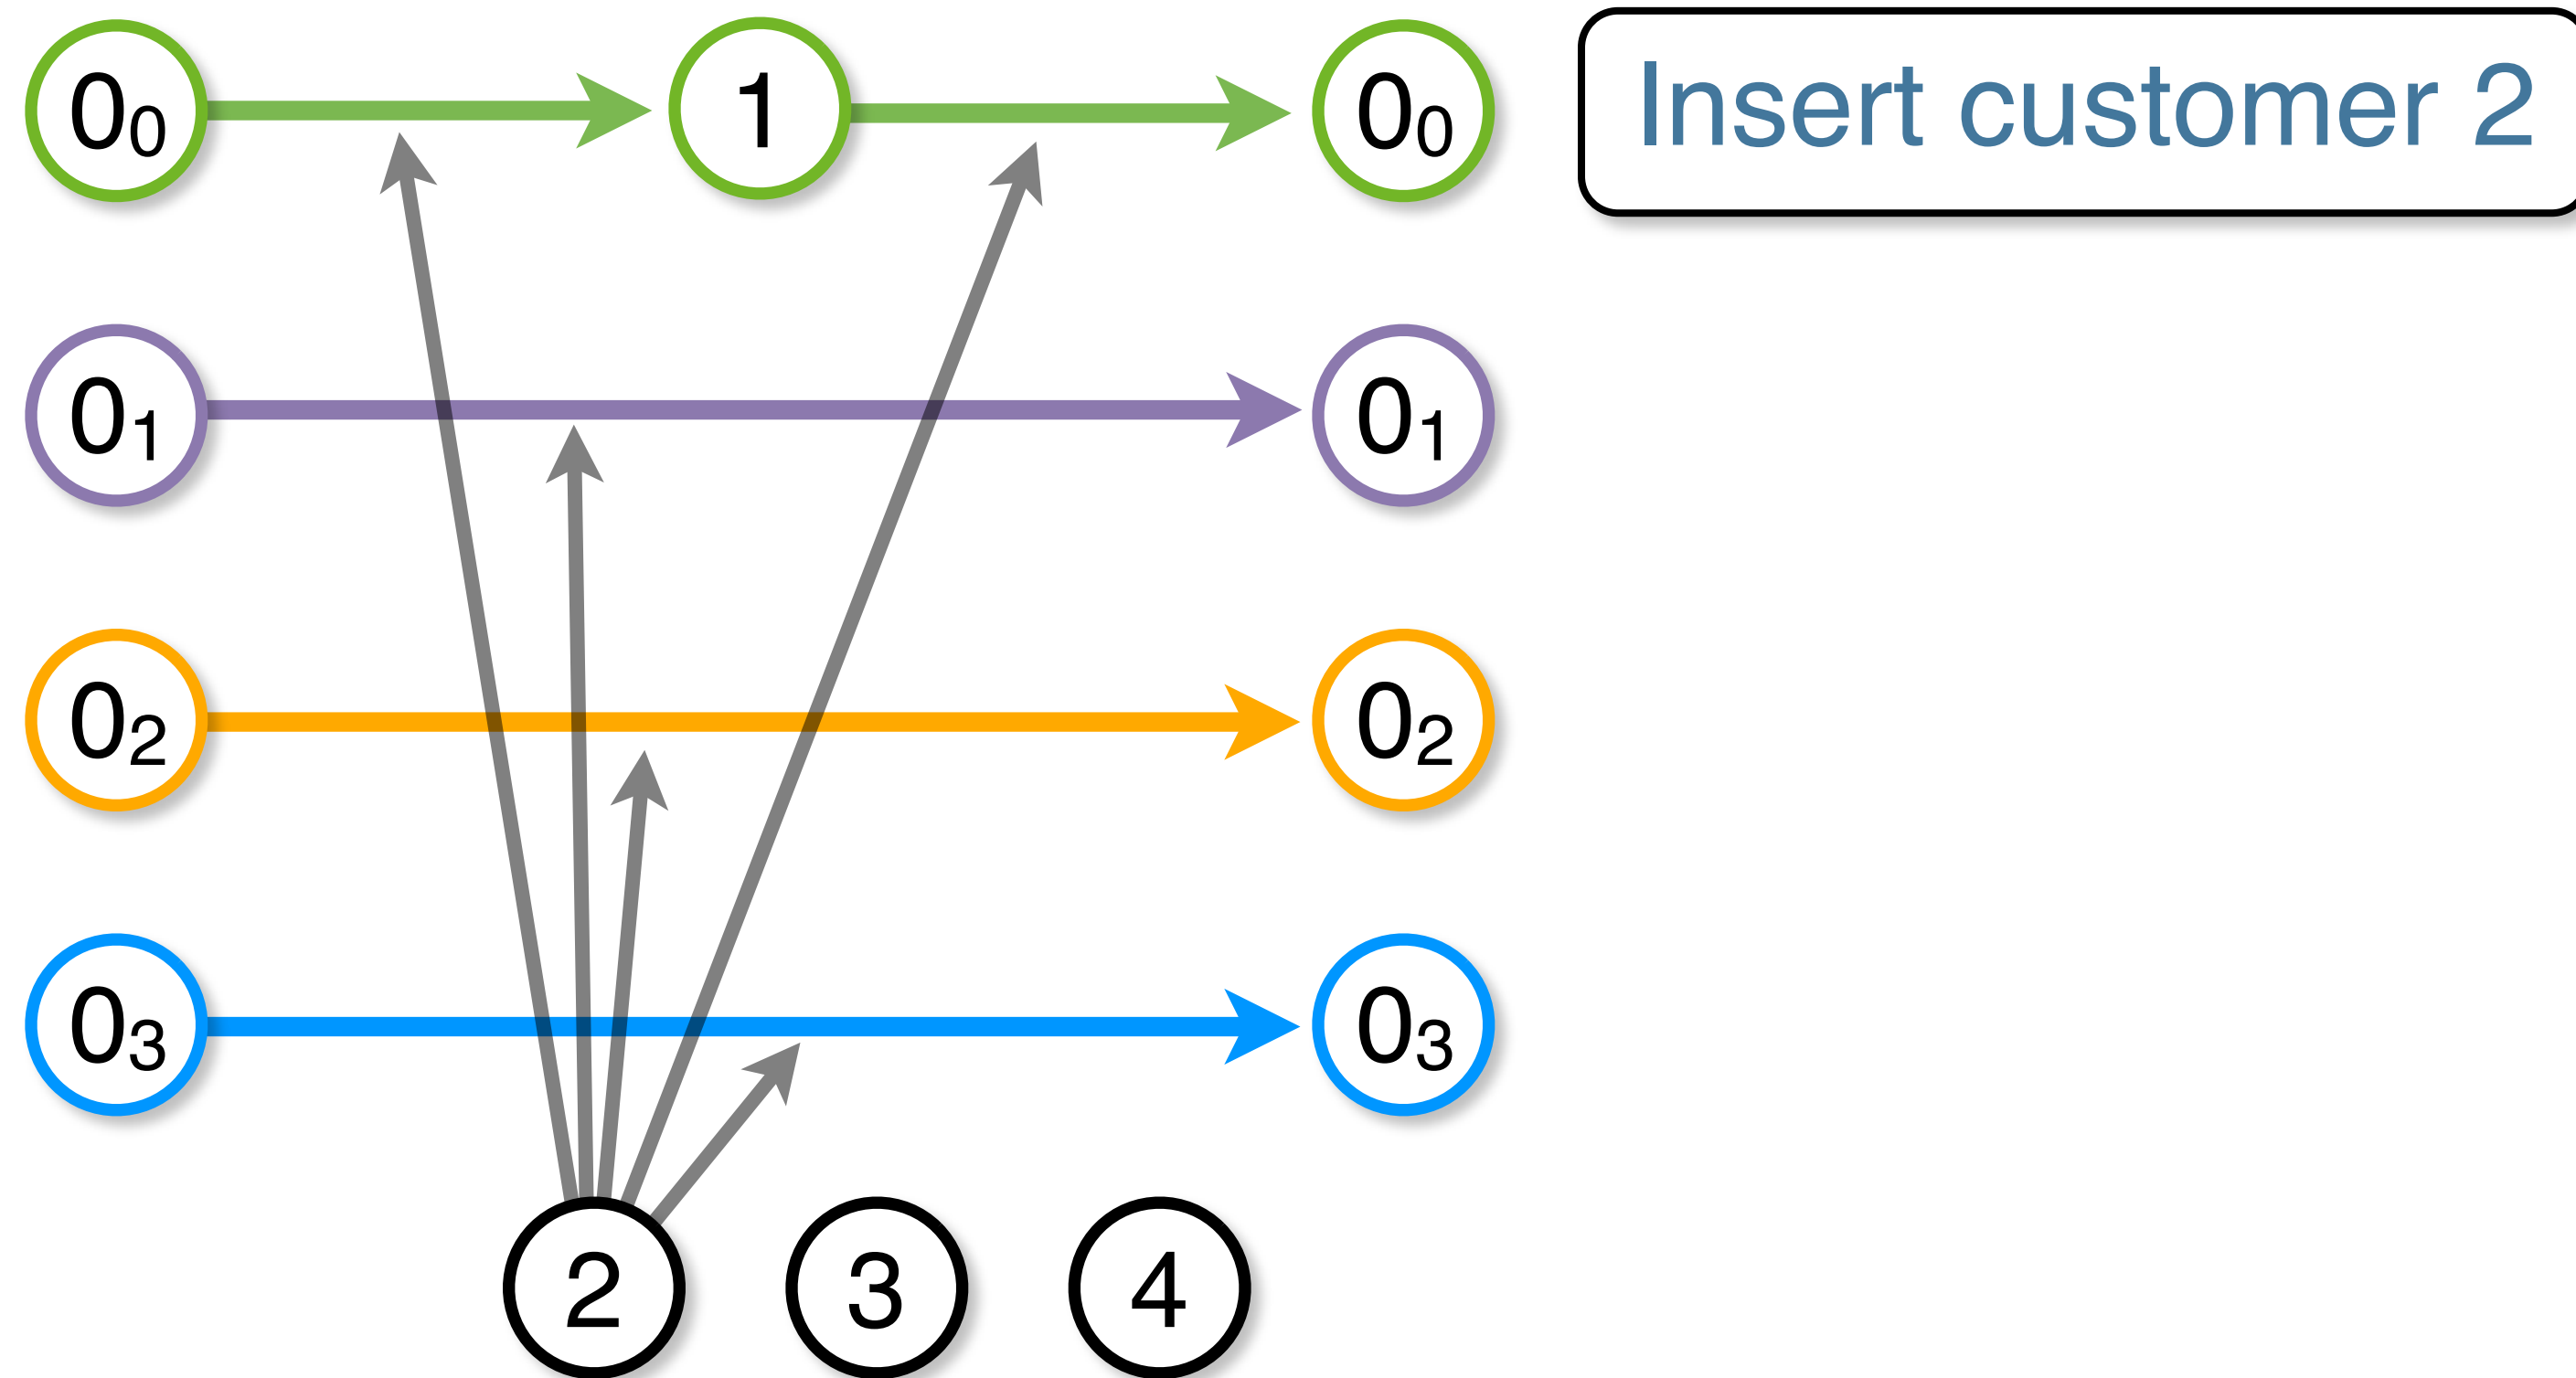 0₀ 1 0₀ Insert customer 2
0₁ 0₁
0₂ 0₂
0₃ 0₃
2 3 4